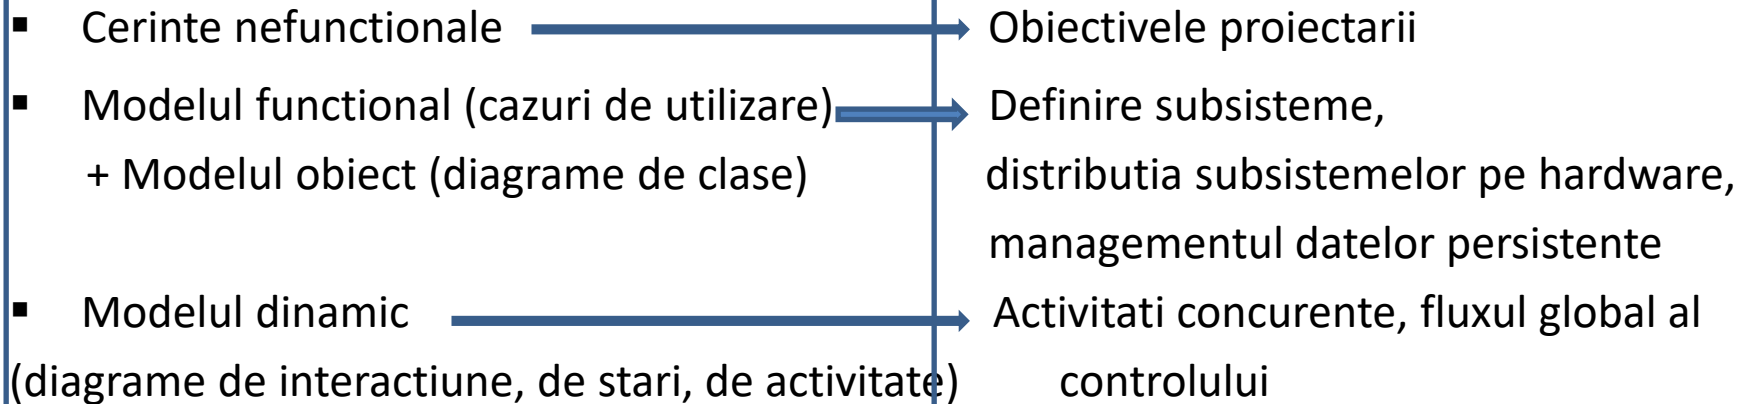 ▪ Cerinte nefunctionale Obiectivele proiectarii
▪ Modelul functional (cazuri de utilizare) Definire subsisteme,
+ Modelul obiect (diagrame de clase) distributia subsistemelor pe hardware,
managementul datelor persistente
▪ Modelul dinamic Activitati concurente, fluxul global al
(diagrame de interactiune, de stari, de activitate) controlului